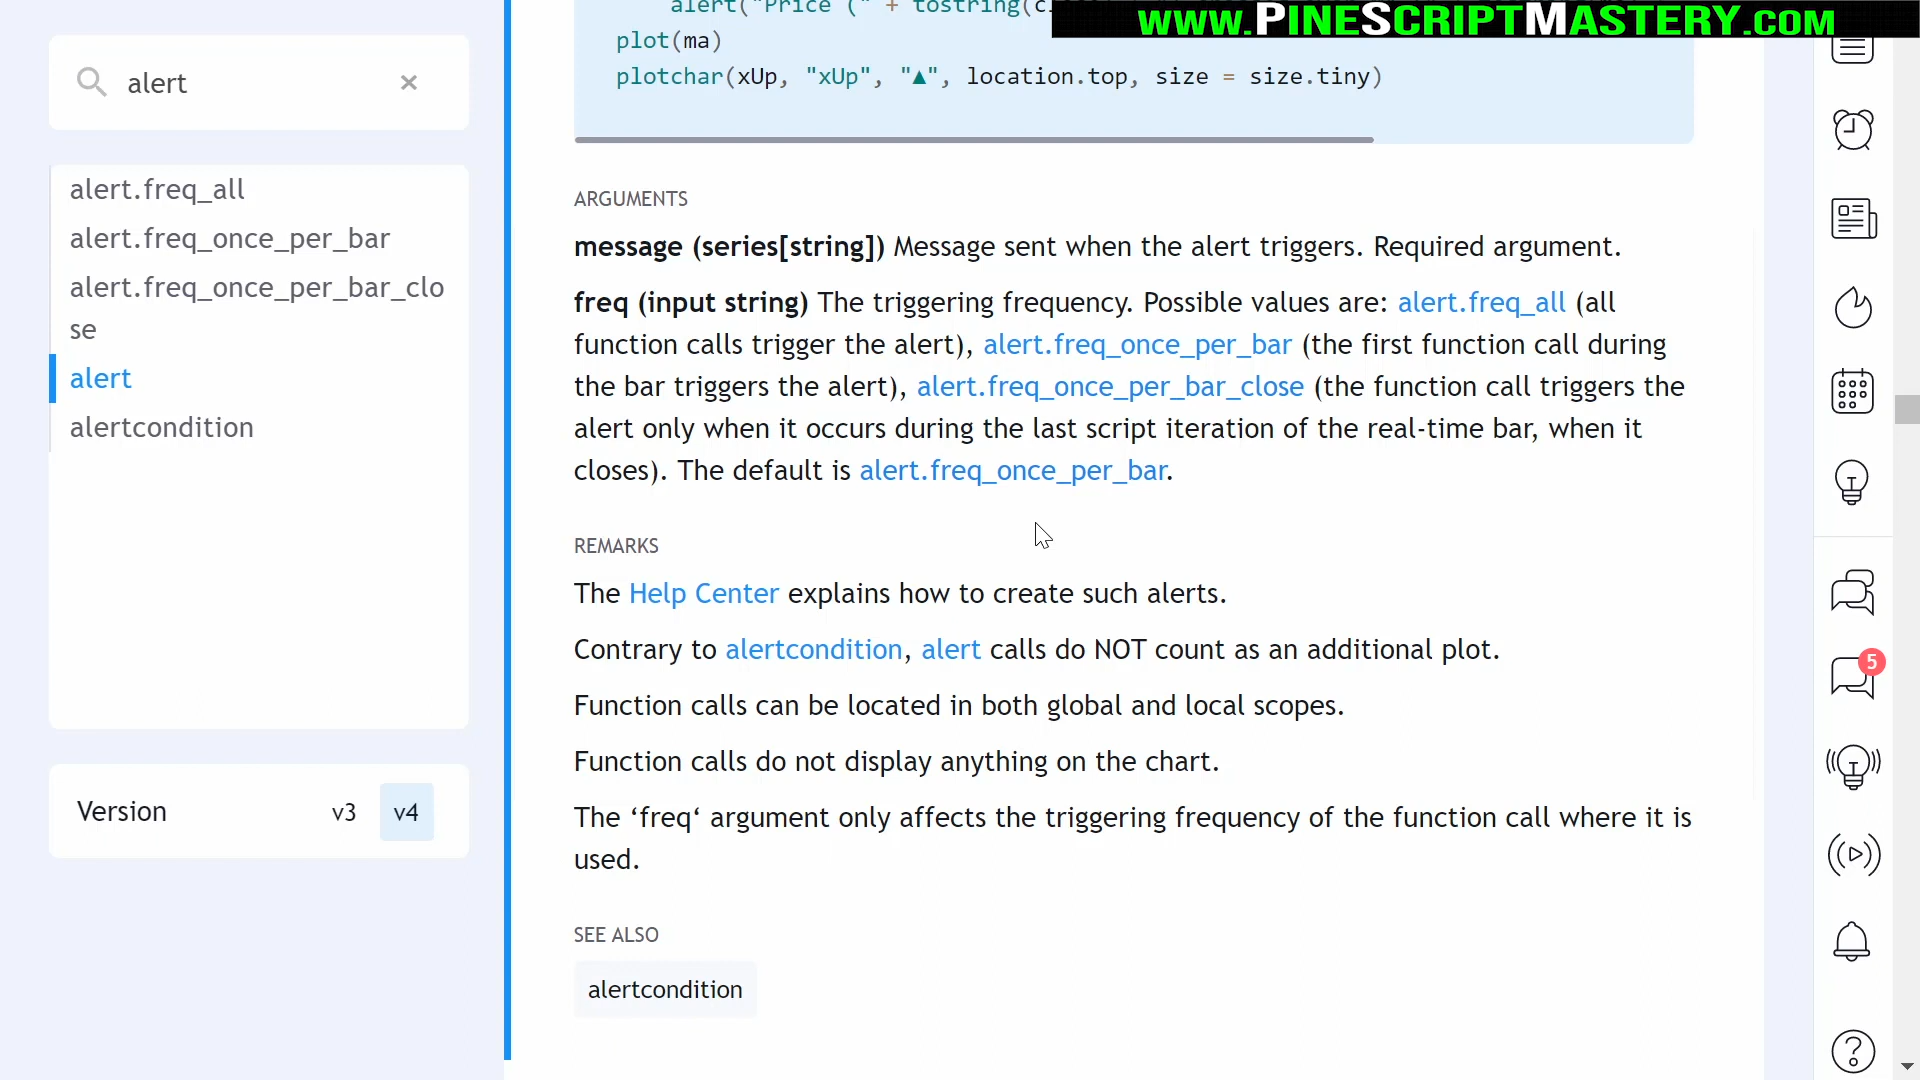 alert("Price (" + tostring(c
www.PineScriptMastery.com
plot(ma)
plotchar(xUp, "xUp", "▲", location.top, size = size.tiny)
alert
alert.freq_all
alert.freq_once_per_bar
alert.freq_once_per_bar_clo
se
alert
alertcondition
Version v3 v4
ARGUMENTS
message (series[string]) Message sent when the alert triggers. Required argument.
freq (input string) The triggering frequency. Possible values are: alert.freq_all (all
function calls trigger the alert), alert.freq_once_per_bar (the first function call during
the bar triggers the alert), alert.freq_once_per_bar_close (the function call triggers the
alert only when it occurs during the last script iteration of the real-time bar, when it
closes). The default is alert.freq_once_per_bar.
REMARKS
The Help Center explains how to create such alerts.
Contrary to alertcondition, alert calls do NOT count as an additional plot.
Function calls can be located in both global and local scopes.
Function calls do not display anything on the chart.
The ‘freq‘ argument only affects the triggering frequency of the function call where it is
used.
SEE ALSO
alertcondition
5